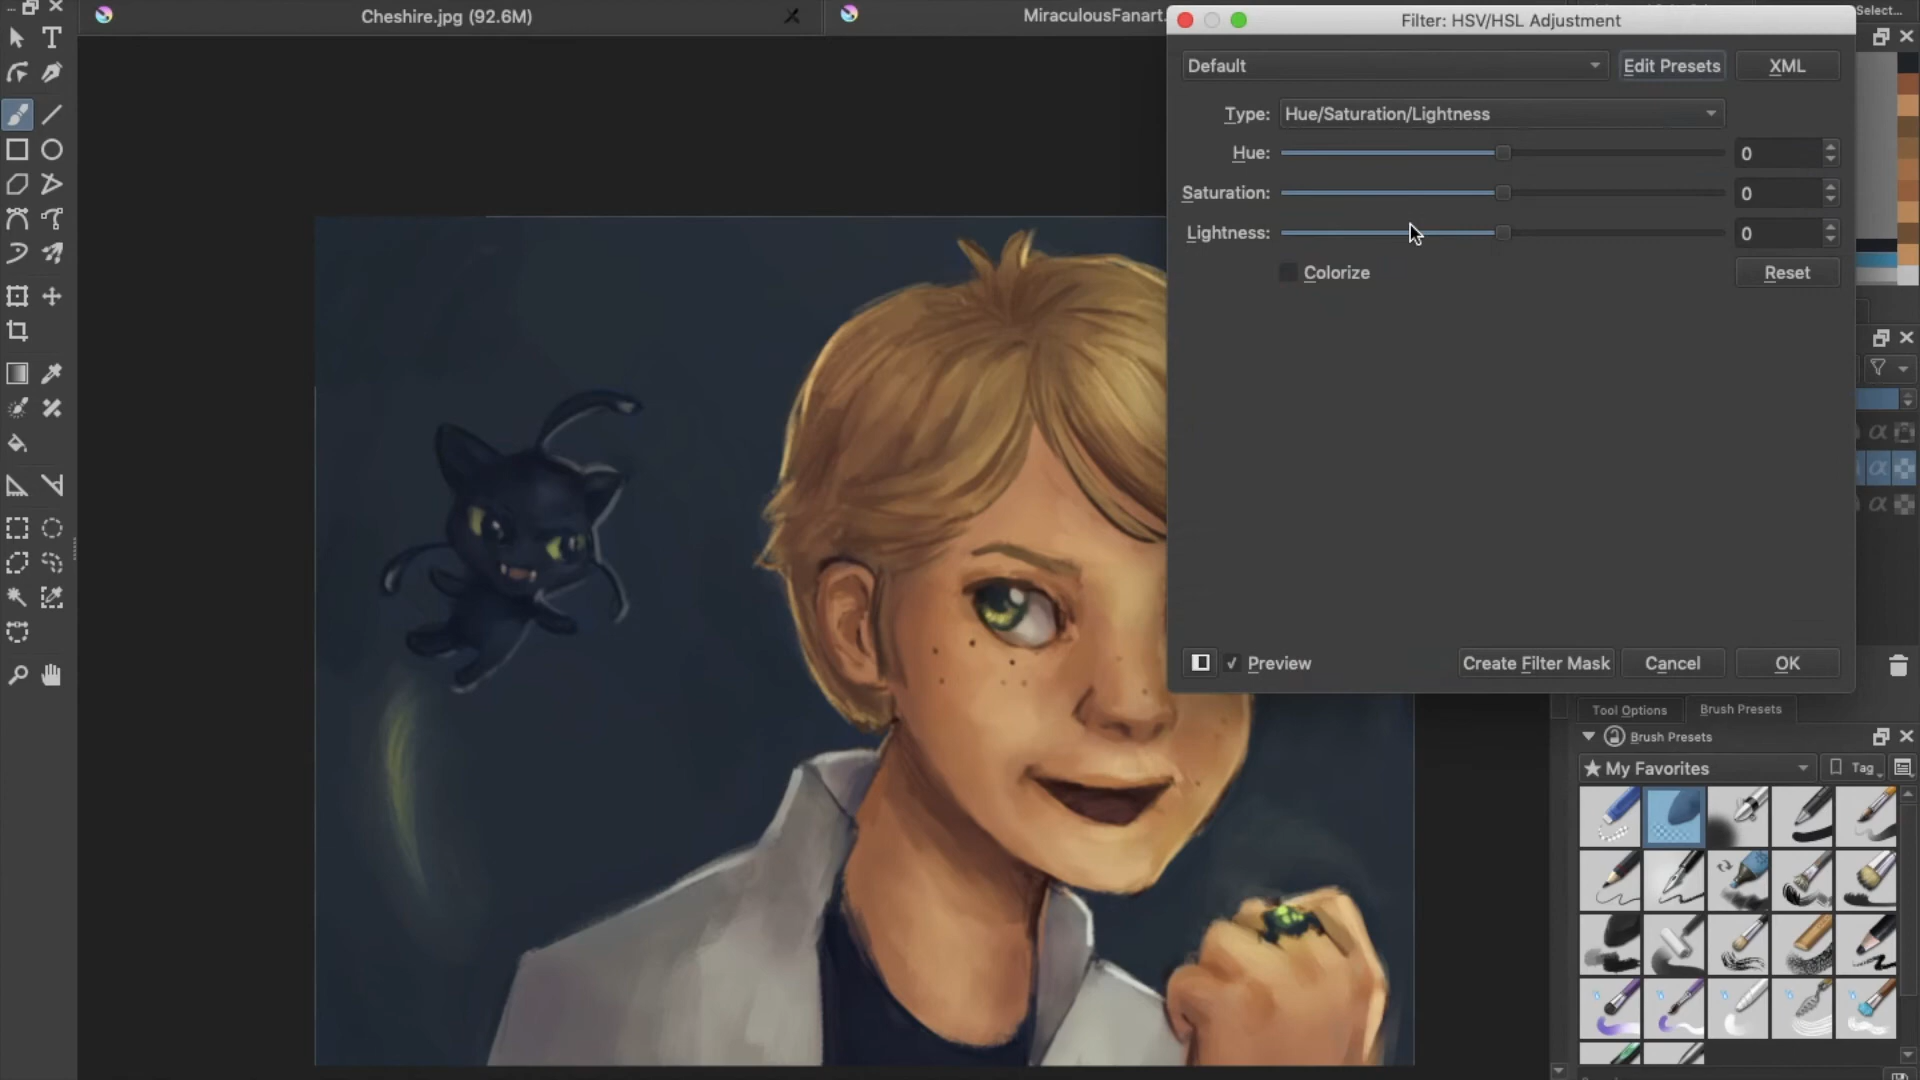 Cheshire.jpg (92.6M)
MiraculousFanart.
Filter: HSV/HSL Adjustment
Select...
Default
Edit Presets
XML
Type:
Hue/Saturation/Lightness
Hue:
0
Saturation:
0
Lightness:
0
Colorize
Reset
Preview
Create Filter Mask
Cancel
OK
Tool Options
Brush Presets
Brush Presets
My Favorites
Tag